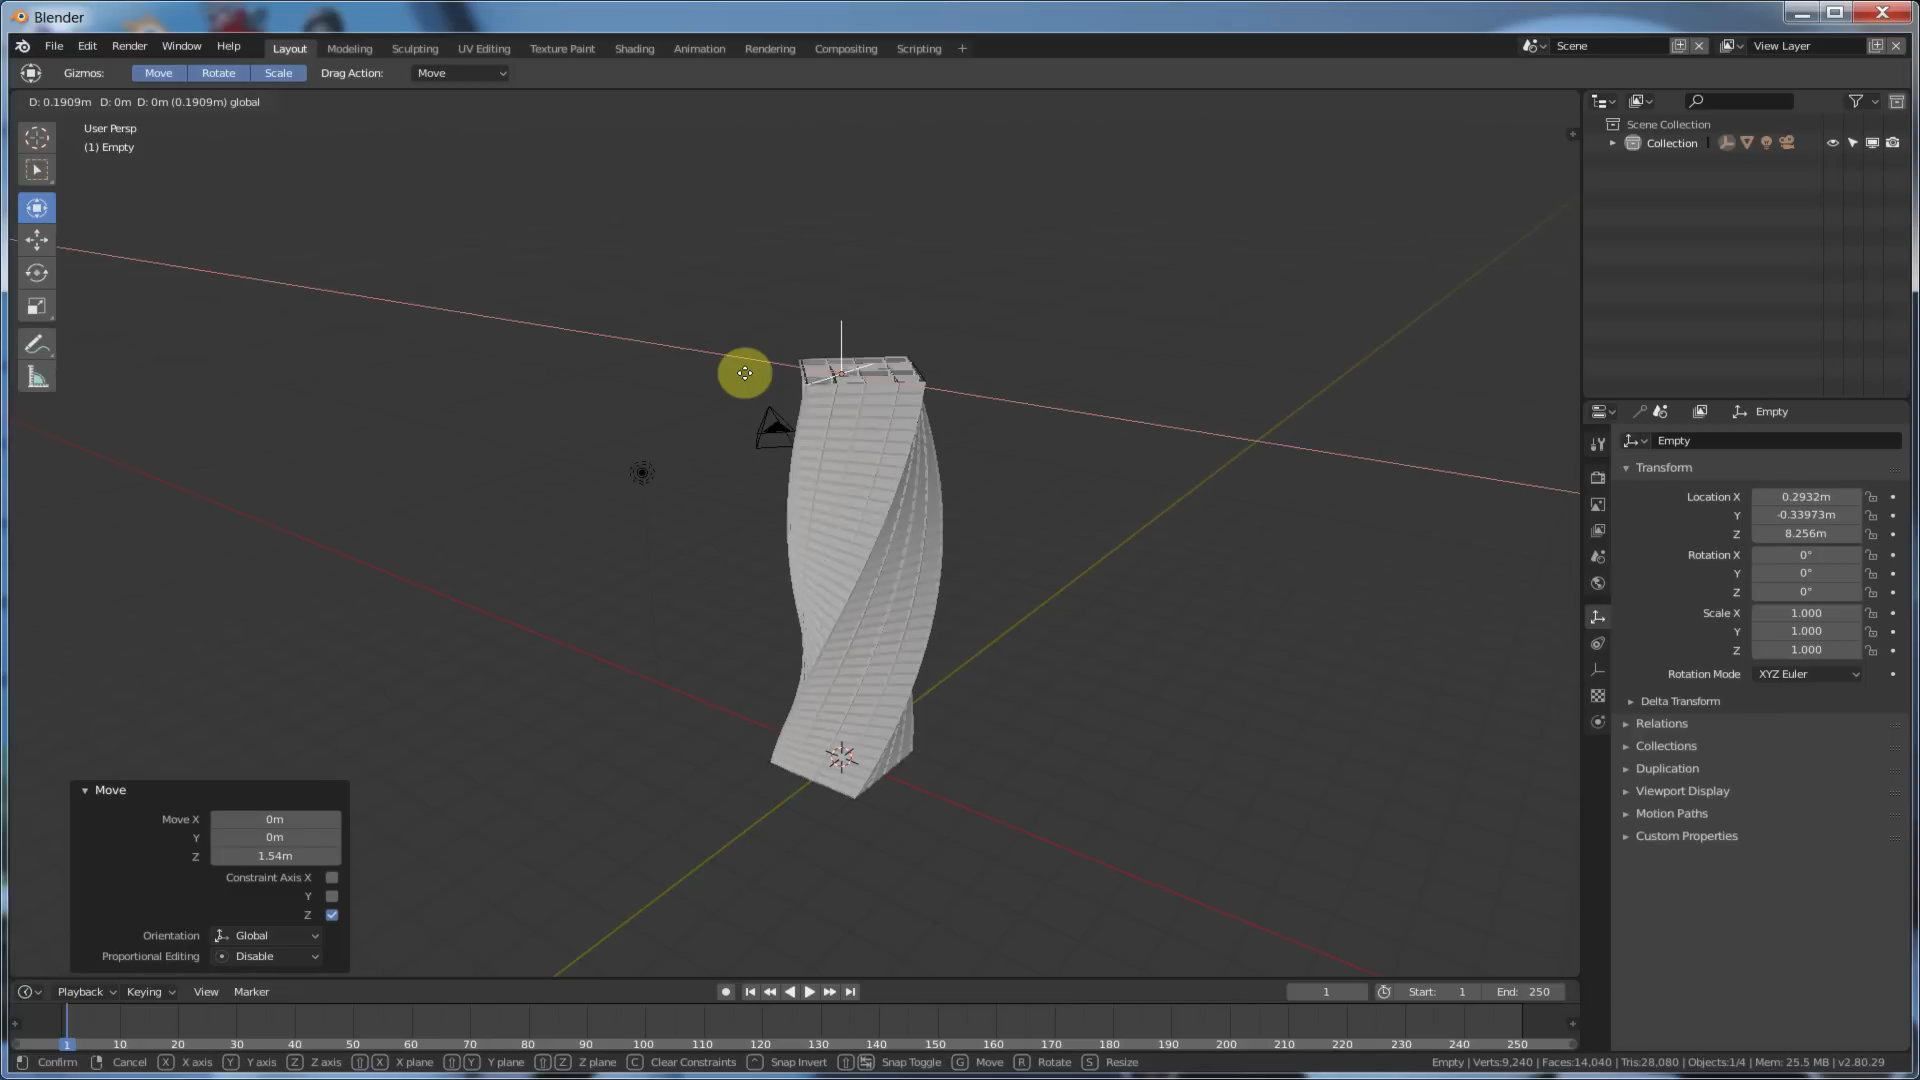 Blender
File Edit Render Window Help Layout Modeling Sculpting UV Editing Texture Paint Shading Animation Rendering Compositing Scripting + Scene View Layer
Gizmos: Move Rotate Scale Drag Action: Move
D: 0.1909m D: 0m D: 0m (0.1909m) global
User Persp
(1) Empty
Scene Collection
Collection
Empty
Empty
Transform
Location X 0.2932m
Y -0.33973m
Z 8.256m
Rotation X 0°
Y 0°
Z 0°
Scale X 1.000
Y 1.000
Z 1.000
Rotation Mode XYZ Euler
Delta Transform
Relations
Collections
Duplication
Viewport Display
Motion Paths
Custom Properties
Move
Move X 0m
Y 0m
Z 1.54m
Constraint Axis X
Y
Z
Orientation Global
Proportional Editing Disable
Playback Keying View Marker 1 Start: 1 End: 250
1 10 20 30 40 50 60 70 80 90 100 110 120 130 140 150 160 170 180 190 200 210 220 230 240 250
Confirm Cancel X X axis Y Y axis Z Z axis X X plane Y Y plane Z Z plane C Clear Constraints Snap Invert Snap Toggle G Move R Rotate S Resize Empty | Verts:9,240 | Faces:14,040 | Tris:28,080 | Objects:1/4 | Mem: 25.5 MB | v2.80.29